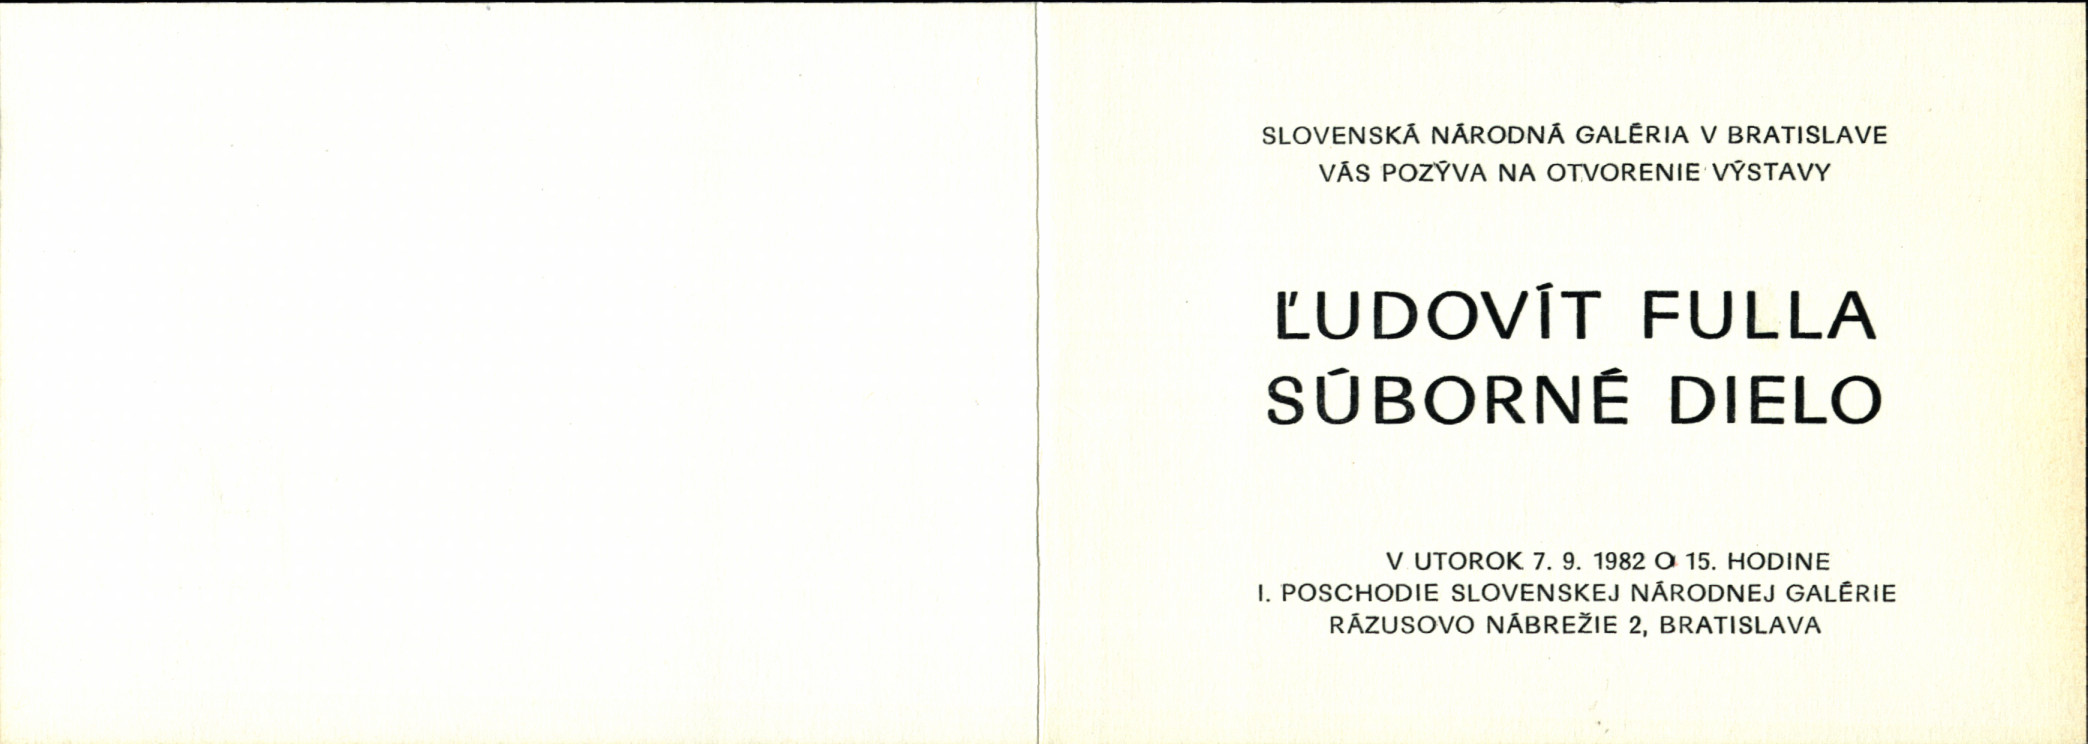 SLOVENSKÁ NÁRODNÁ GALÉRIA V BRATISLAVE
VÁS POZÝVA NA OTVORENIE VÝSTAVY
ĽUDOVÍT FULLA
SÚBORNÉ DIELO
V UTOROK 7. 9. 1982 O 15. HODINE
I. POSCHODIE SLOVENSKEJ NÁRODNEJ GALÉRIE
RÁZUSOVO NÁBREŽIE 2, BRATISLAVA